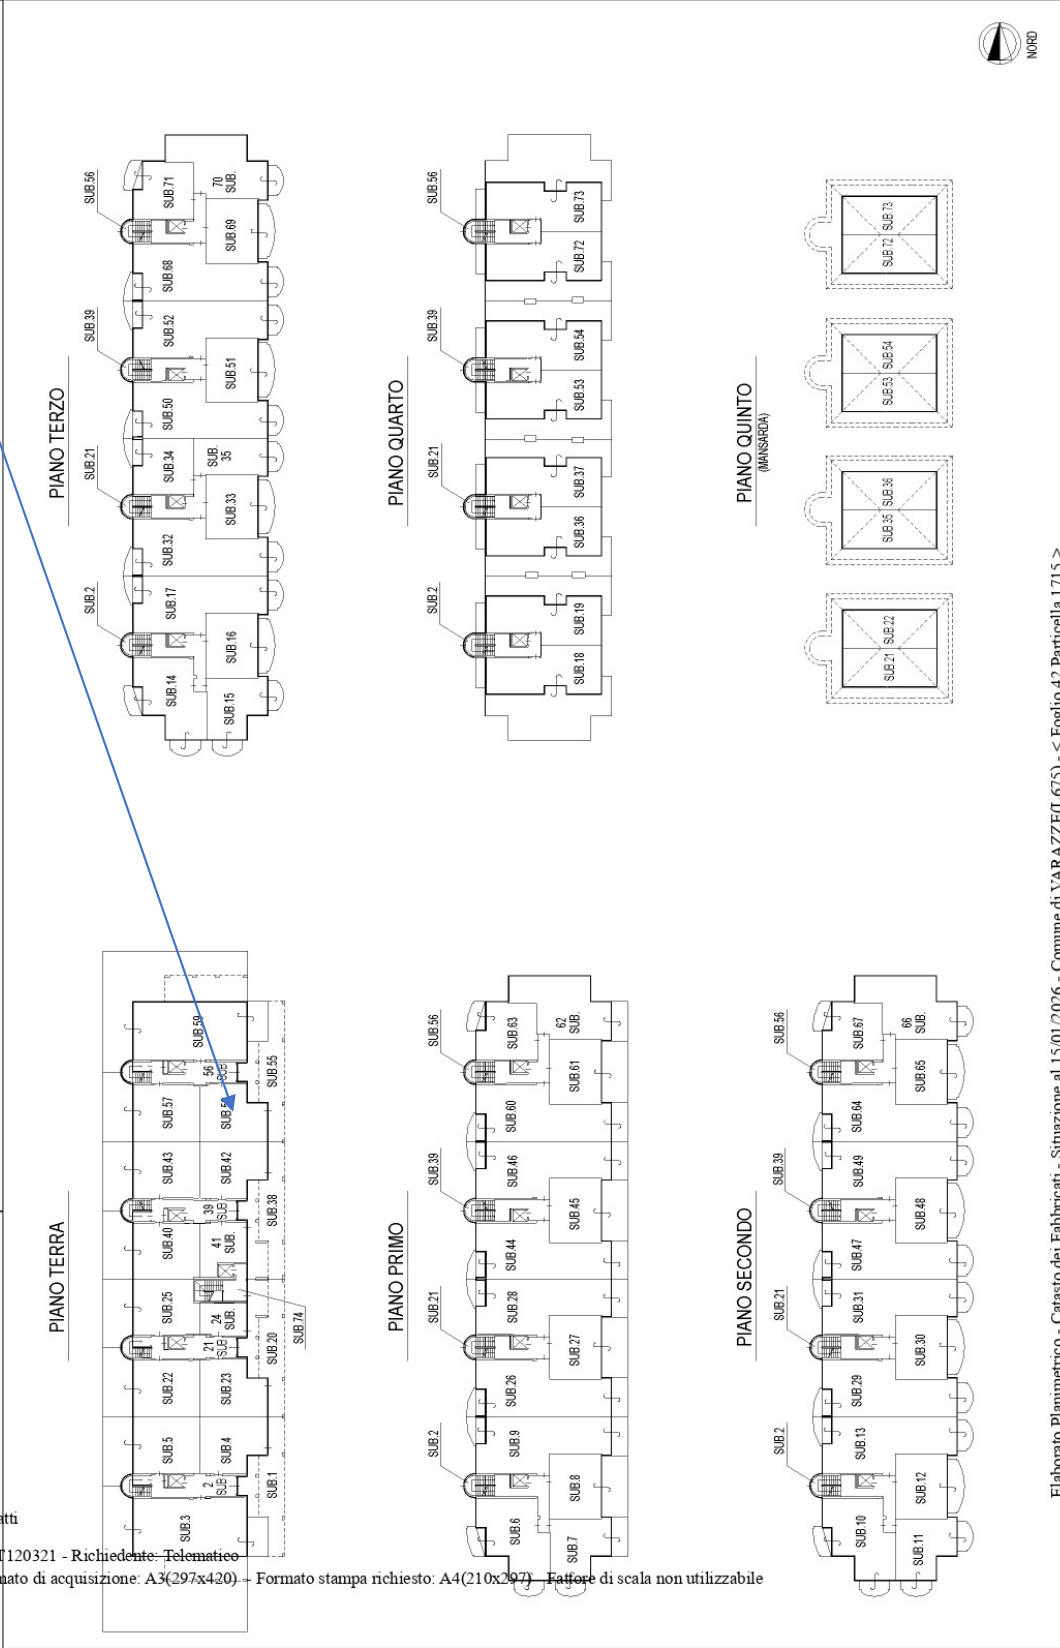 NORD
PIANO TERZO
SUB.56
SUB.71
70
SUB.
SUB.69
SUB.68
SUB.39
SUB.52
SUB.51
SUB.50
SUB.21
SUB.34
SUB.
35
SUB.33
SUB.32
SUB.2
SUB.17
SUB.16
SUB.14
SUB.15
PIANO QUARTO
SUB.56
SUB.73
SUB.72
SUB.39
SUB.54
SUB.53
SUB.21
SUB.37
SUB.36
SUB.2
SUB.19
SUB.18
PIANO QUINTO
(MANSARDA)
SUB.72 SUB.73
SUB.53 SUB.54
SUB.35 SUB.36
SUB.21 SUB.22
PIANO TERRA
SUB.59
56
SUB
SUB.55
SUB.57
SUB.43
SUB.42
39
SUB
SUB.38
SUB.40
41
SUB.
SUB.25
24
SUB.
SUB.74
21
SUB
SUB.20
SUB.22
SUB.23
SUB.5
SUB.4
2
SUB
SUB.1
SUB.3
PIANO PRIMO
SUB.56
SUB.63
62
SUB.
SUB.61
SUB.60
SUB.39
SUB.46
SUB.45
SUB.44
SUB.21
SUB.28
SUB.27
SUB.26
SUB.2
SUB.9
SUB.8
SUB.6
SUB.7
PIANO SECONDO
SUB.56
SUB.67
66
SUB.
SUB.65
SUB.64
SUB.39
SUB.49
SUB.48
SUB.47
SUB.21
SUB.31
SUB.30
SUB.29
SUB.2
SUB.13
SUB.12
SUB.10
SUB.11
atti
T120321 - Richiedente: Telematico
mato di acquisizione: A3(297x420) - Formato stampa richiesto: A4(210x297) - Fattore di scala non utilizzabile
Elaborato Planimetrico - Catasto dei Fabbricati - Situazione al 15/01/2026 - Comune di VARAZZE(L675) - < Foglio 42 Particella 1715 >